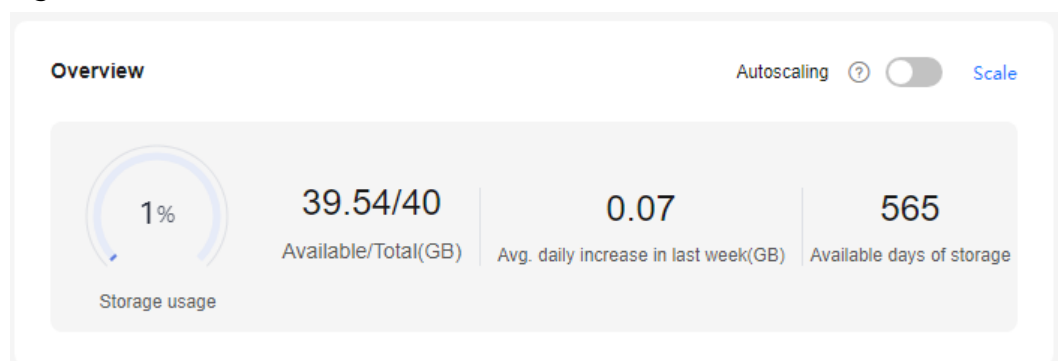 Overview
Autoscaling ? Scale
1%
39.54/40
0.07
565
Available/Total(GB)
Avg. daily increase in last week(GB)
Available days of storage
Storage usage